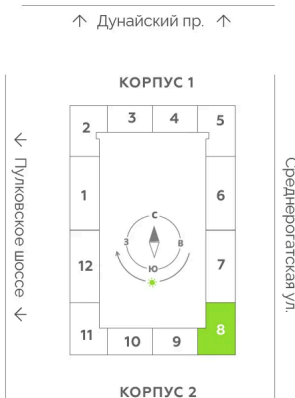 Дунайский пр.
КОРПУС 1
2 3 4 5
1 6
12 7
11 10 9 8
С
З В
Ю
Пулковское шоссе
Среднерогатская ул.
КОРПУС 2